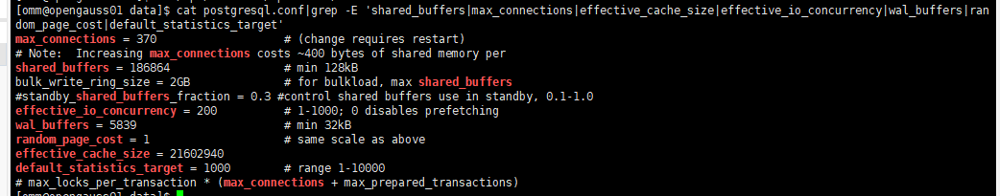 [omm@opengauss01 data]$ cat postgresql.conf|grep -E 'shared_buffers|max_connections|effective_cache_size|effective_io_concurrency|wal_buffers|ran
dom_page_cost|default_statistics_target'
max_connections = 370                   # (change requires restart)
# Note:  Increasing max_connections costs ~400 bytes of shared memory per
shared_buffers = 186864                 # min 128kB
bulk_write_ring_size = 2GB              # for bulkload, max shared_buffers
#standby_shared_buffers_fraction = 0.3 #control shared buffers use in standby, 0.1-1.0
effective_io_concurrency = 200          # 1-1000; 0 disables prefetching
wal_buffers = 5839                      # min 32kB
random_page_cost = 1                    # same scale as above
effective_cache_size = 21602940
default_statistics_target = 1000        # range 1-10000
# max_locks_per_transaction * (max_connections + max_prepared_transactions)
[omm@opengauss01 data]$